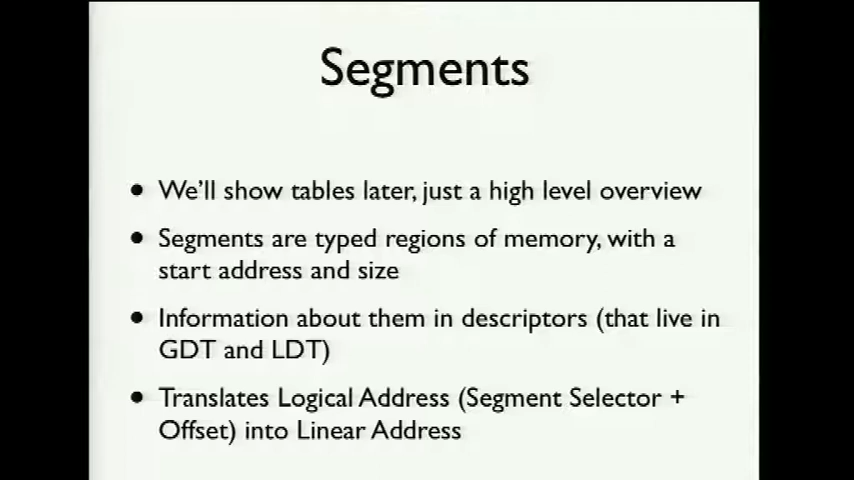 Segments
• We'll show tables later, just a high level overview
• Segments are typed regions of memory, with a
start address and size
• Information about them in descriptors (that live in
GDT and LDT)
• Translates Logical Address (Segment Selector +
Offset) into Linear Address